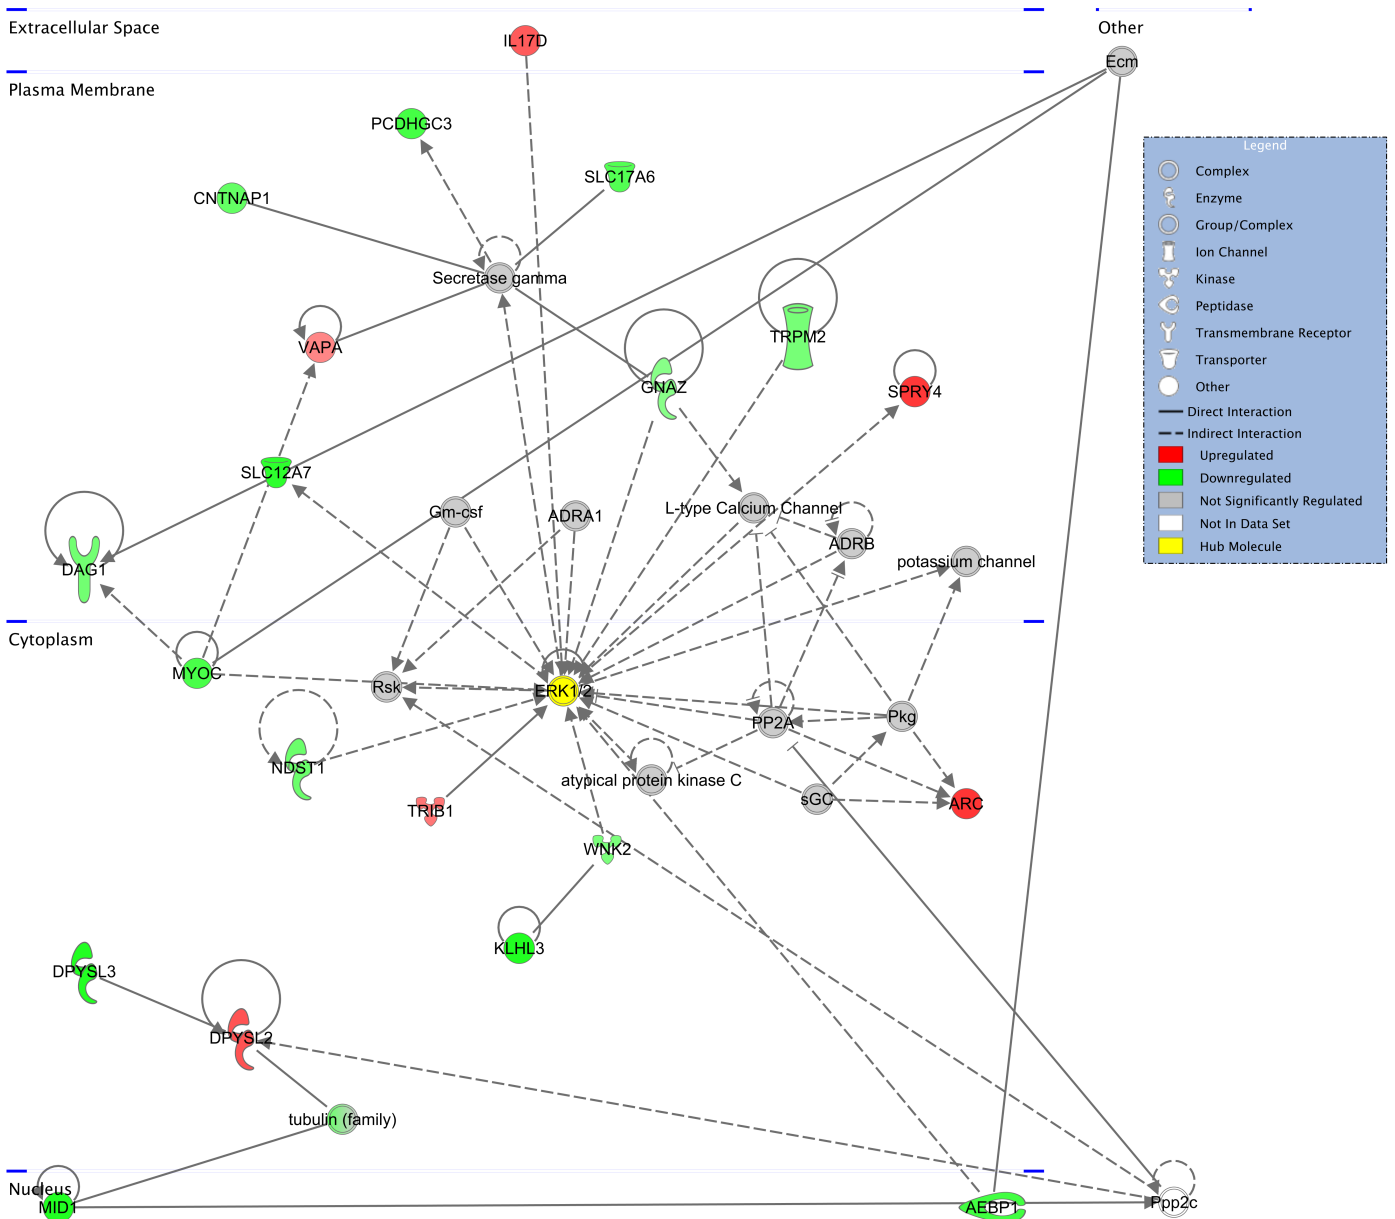 Extracellular Space
Other
IL17D
Ecm
Plasma Membrane
PCDHGC3
SLC17A6
CNTNAP1
Secretase gamma
VAPA
TRPM2
GNAZ
SPRY4
SLC12A7
Gm-csf
ADRA1
L-type Calcium Channel
ADRB
potassium channel
DAG1
Cytoplasm
MYOC
Rsk
ERK1/2
PP2A
Pkg
NDST1
atypical protein kinase C
sGC
ARC
TRIB1
WNK2
KLHL3
DPYSL3
DPYSL2
tubulin (family)
Nucleus
MID1
AEBP1
Ppp2c
Legend
Complex
Enzyme
Group/Complex
Ion Channel
Kinase
Peptidase
Transmembrane Receptor
Transporter
Other
Direct Interaction
Indirect Interaction
Upregulated
Downregulated
Not Significantly Regulated
Not In Data Set
Hub Molecule